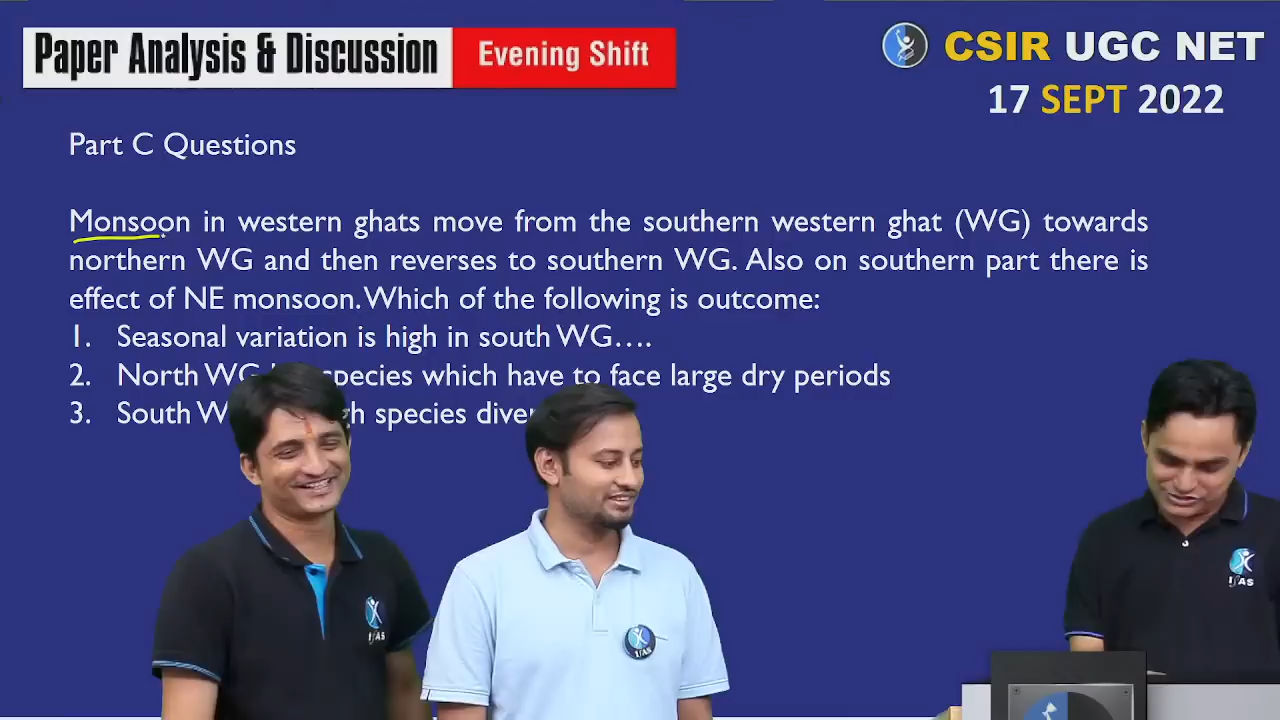 Paper Analysis & Discussion Evening Shift
CSIR UGC NET
17 SEPT 2022
Part C Questions
Monsoon in western ghats move from the southern western ghat (WG) towards
northern WG and then reverses to southern WG. Also on southern part there is
effect of NE monsoon. Which of the following is outcome:
1. Seasonal variation is high in south WG....
2. North WG species which have to face large dry periods
3. South species
IFAS
IFAS
IFAS